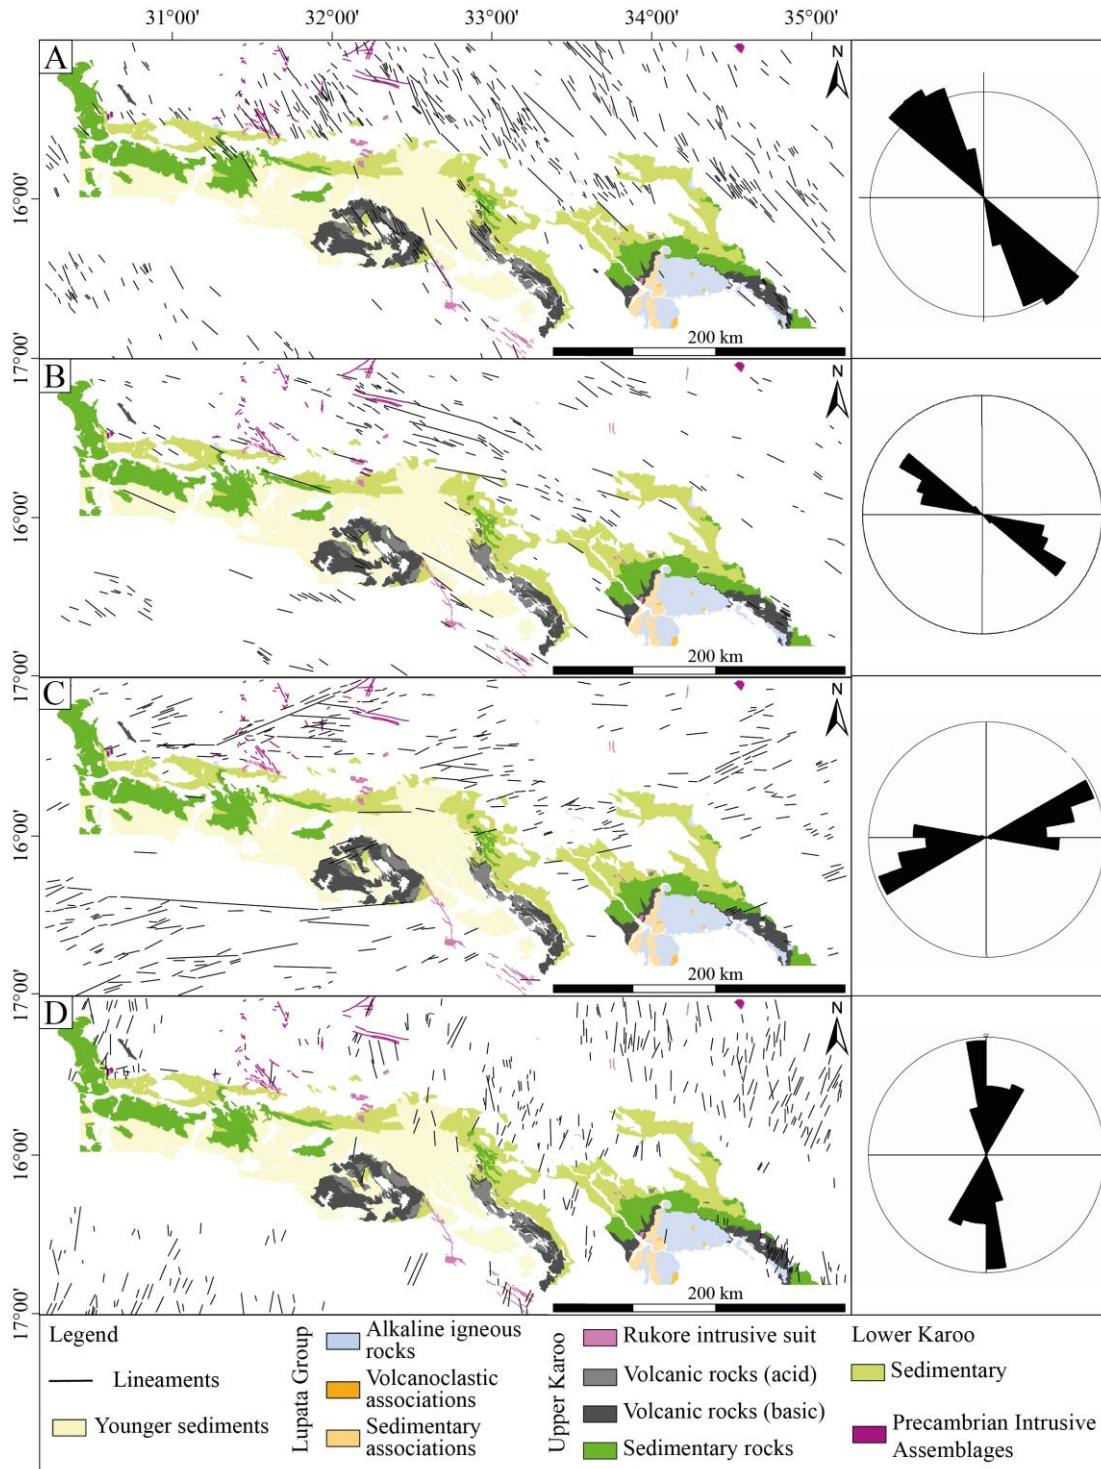 31°00' 32°00' 33°00' 34°00' 35°00'
A
N
16°00'
200 km
17°00'
B
N
16°00'
200 km
17°00'
C
N
16°00'
200 km
17°00'
D
N
16°00'
200 km
17°00'
Legend
Lineaments
Younger sediments
Lupata Group
Alkaline igneous
rocks
Volcanoclastic
associations
Sedimentary
associations
Upper Karoo
Rukore intrusive suit
Volcanic rocks (acid)
Volcanic rocks (basic)
Sedimentary rocks
Lower Karoo
Sedimentary
Precambrian Intrusive
Assemblages